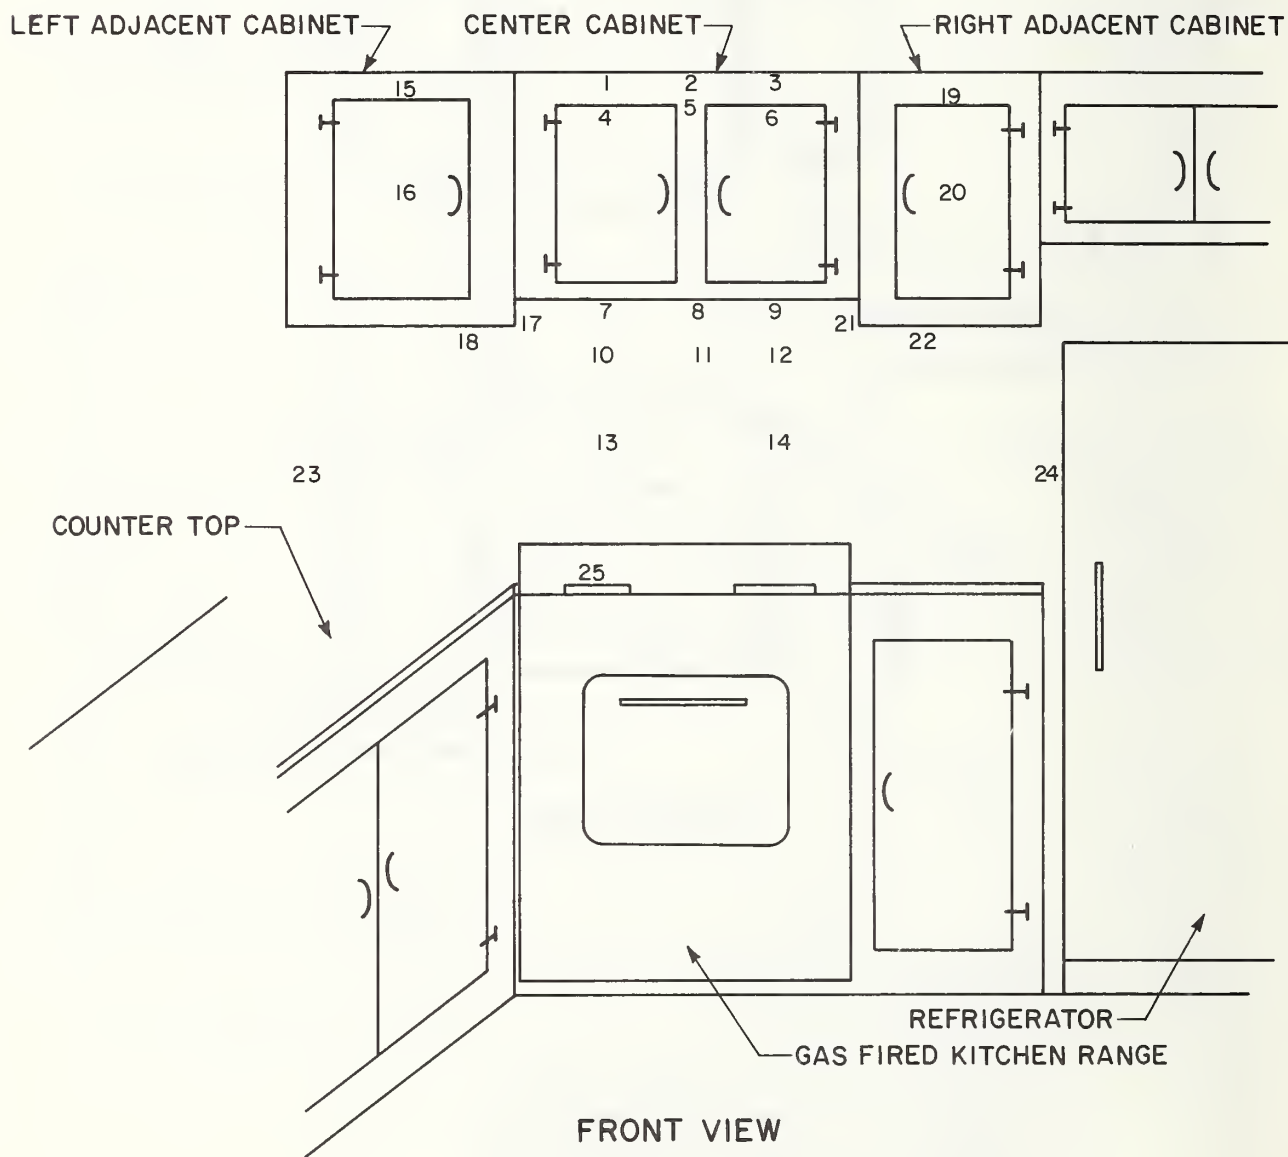 LEFT ADJACENT CABINET CENTER CABINET RIGHT ADJACENT CABINET
1 2 3
15 19
4 5 6
16 20
7 8 9
17 21
18 22
10 11 12
13 14
23 24
COUNTER TOP
25
REFRIGERATOR
GAS FIRED KITCHEN RANGE
FRONT VIEW